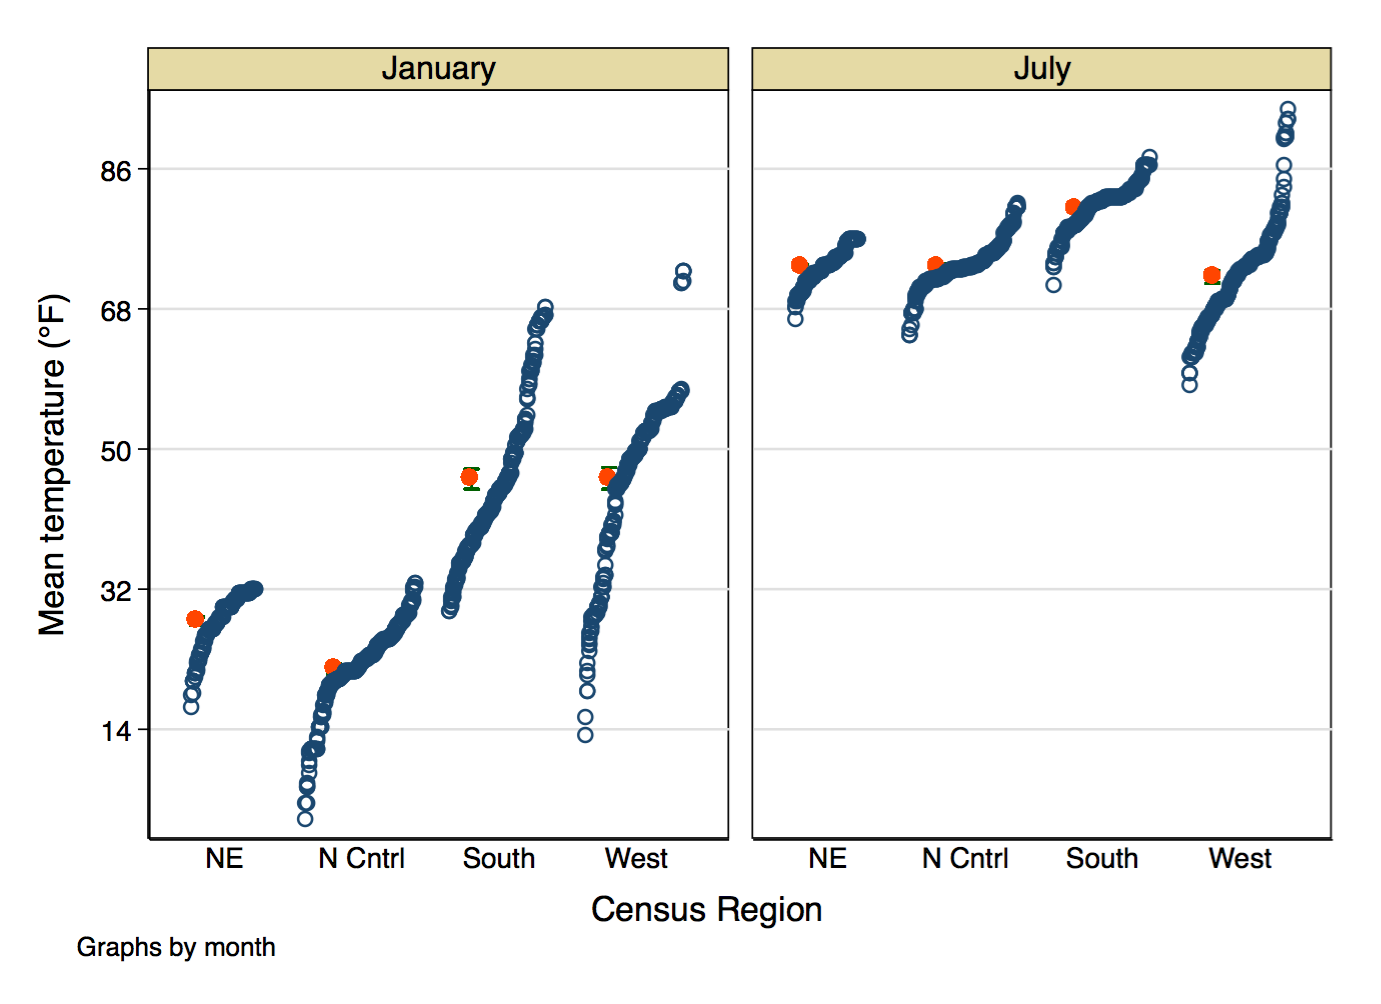 January
July
Mean temperature (°F)
86
68
50
32
14
NE
N Cntrl
South
West
NE
N Cntrl
South
West
Census Region
Graphs by month